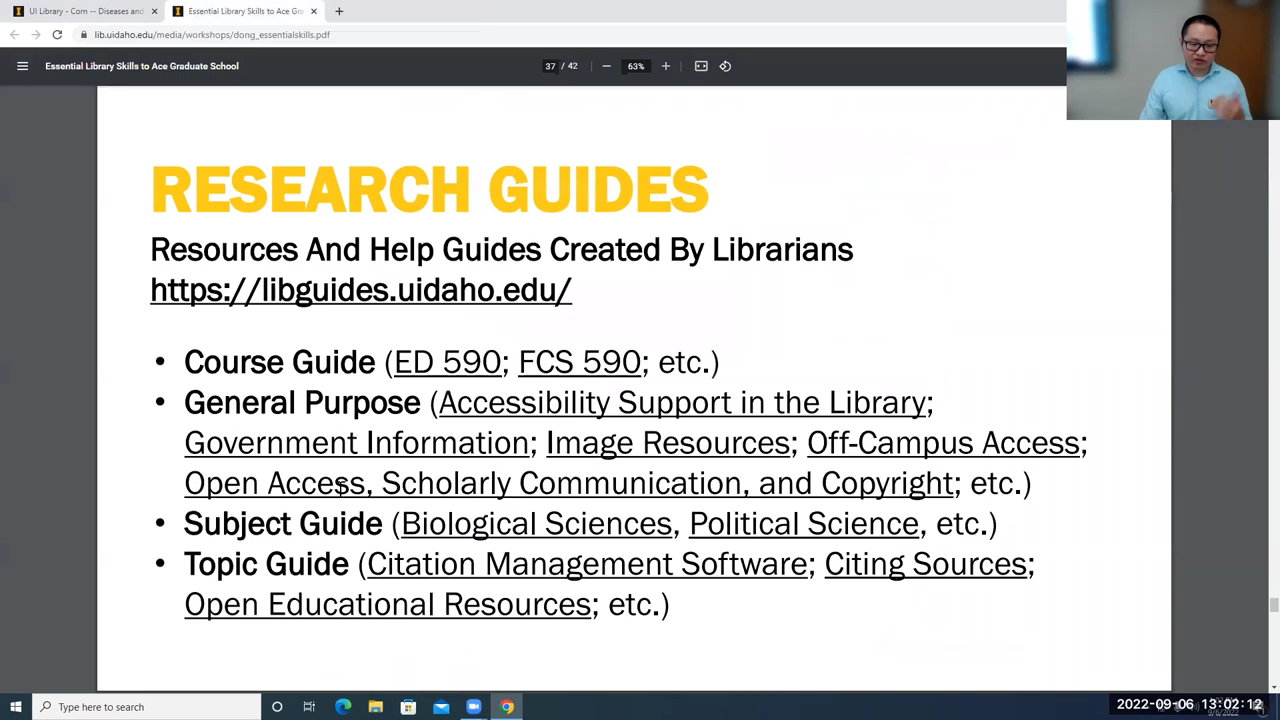 UI Library - Corn -- Diseases and
Essential Library Skills to Ace Gr
lib.uidaho.edu/media/workshops/dong_essentialskills.pdf
Essential Library Skills to Ace Graduate School
37 / 42
63%
RESEARCH GUIDES
Resources And Help Guides Created By Librarians
https://libguides.uidaho.edu/
• Course Guide (ED 590; FCS 590; etc.)
• General Purpose (Accessibility Support in the Library;
Government Information; Image Resources; Off-Campus Access;
Open Access, Scholarly Communication, and Copyright; etc.)
• Subject Guide (Biological Sciences, Political Science, etc.)
• Topic Guide (Citation Management Software; Citing Sources;
Open Educational Resources; etc.)
Type here to search
2022-09-06 13:02:12